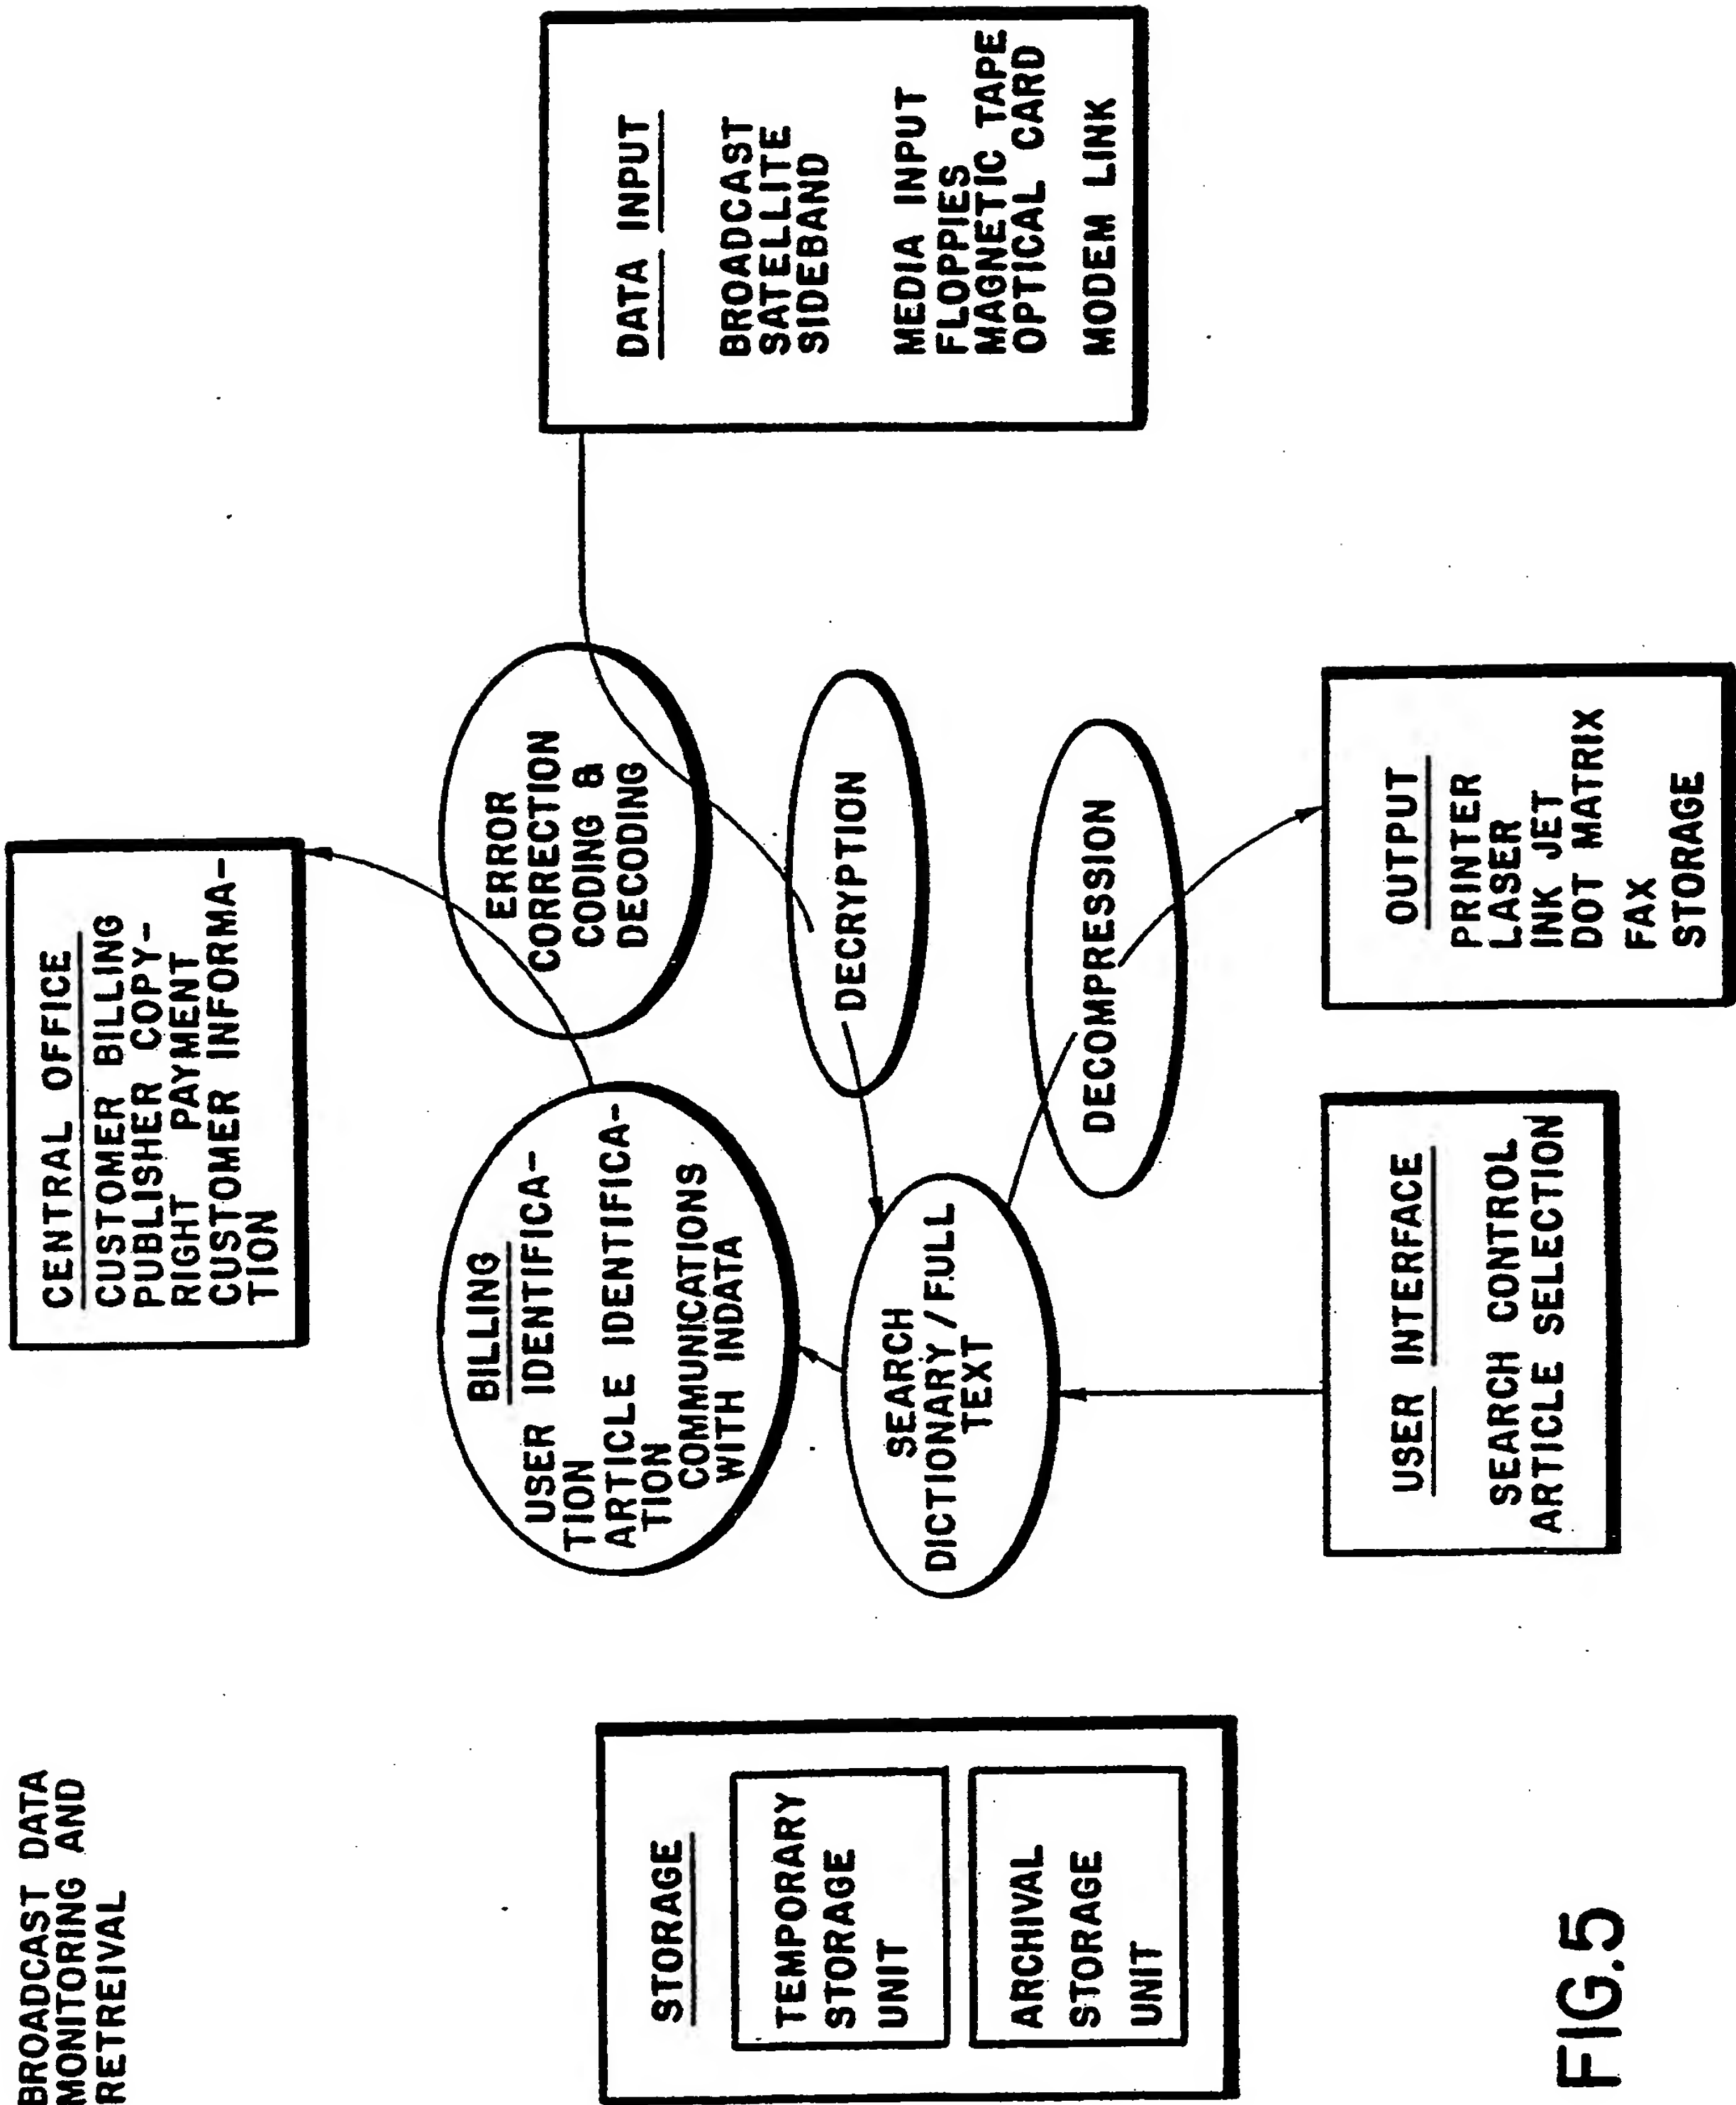 BROADCAST DATA
MONITORING AND
RETREIVAL
CENTRAL OFFICE
CUSTOMER BILLING
PUBLISHER COPY-
RIGHT PAYMENT
CUSTOMER INFORMA-
TION
STORAGE
TEMPORARY
STORAGE
UNIT
ARCHIVAL
STORAGE
UNIT
BILLING
USER IDENTIFICA-
TION
ARTICLE IDENTIFICA-
TION
COMMUNICATIONS
WITH INDATA
ERROR
CORRECTION
CODING &
DECODING
DATA INPUT
BROADCAST
SATELLITE
SIDEBAND
MEDIA INPUT
FLOPPIES
MAGNETIC TAPE
OPTICAL CARD
MODEM LINK
SEARCH
DICTIONARY/FULL
TEXT
DECRYPTION
DECOMPRESSION
USER INTERFACE
SEARCH CONTROL
ARTICLE SELECTION
OUTPUT
PRINTER
LASER
INK JET
DOT MATRIX
FAX
STORAGE
FIG.5